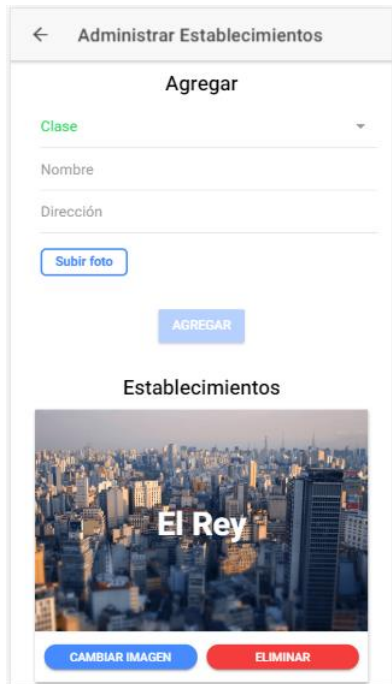 Administrar Establecimientos
Agregar
Clase
Nombre
Dirección
Subir foto
AGREGAR
Establecimientos
El Rey
CAMBIAR IMAGEN ELIMINAR